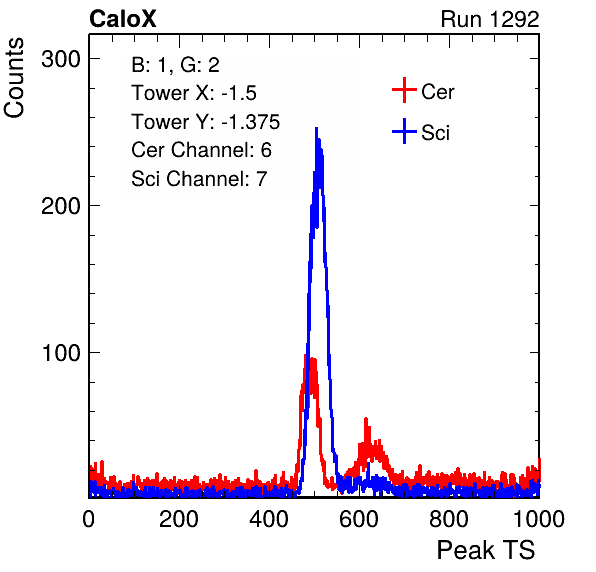 CaloX Run 1292
Counts
300
200
100
B: 1, G: 2
Tower X: -1.5
Tower Y: -1.375
Cer Channel: 6
Sci Channel: 7
Cer
Sci
0 200 400 600 800 1000
Peak TS